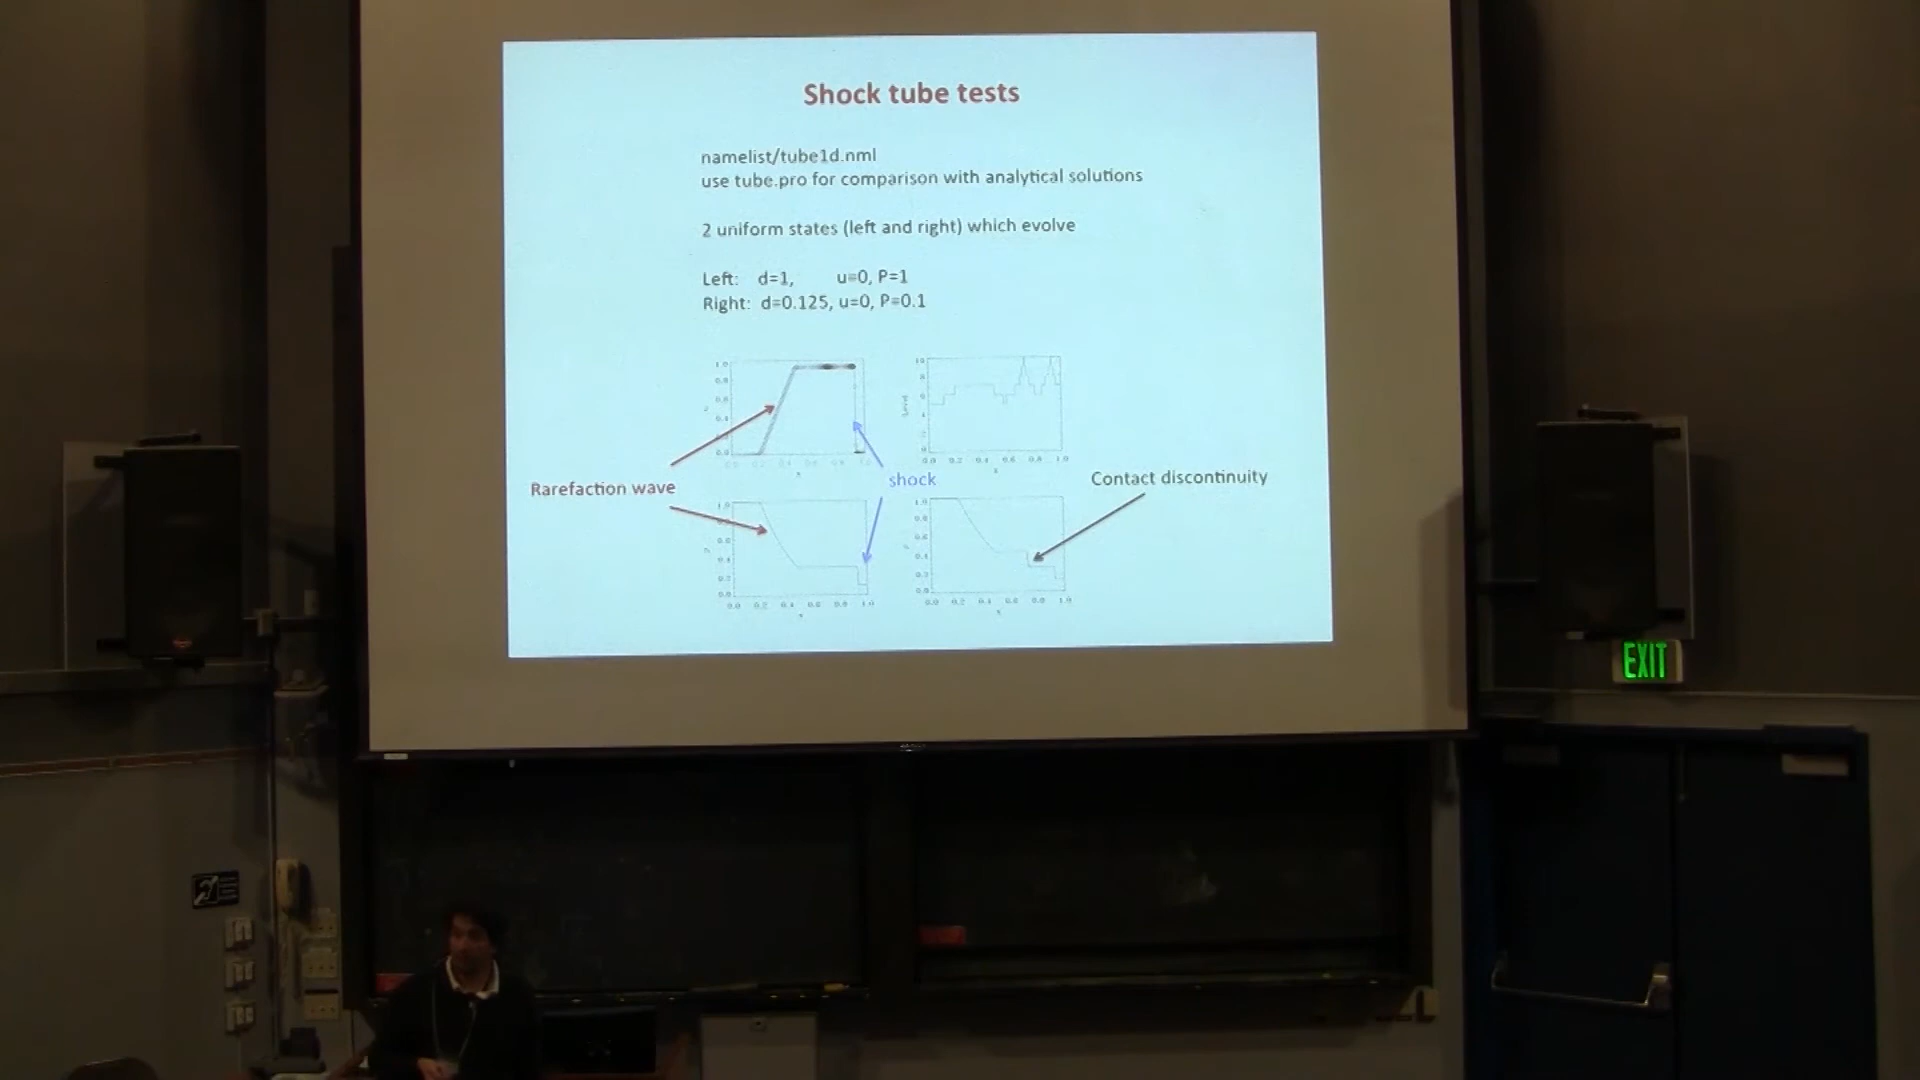 Shock tube tests
namelist/tube1d.nml
use tube.pro for comparison with analytical solutions
2 uniform states (left and right) which evolve
Left: d=1, u=0, P=1
Right: d=0.125, u=0, P=0.1
Rarefaction wave
shock
Contact discontinuity
EXIT